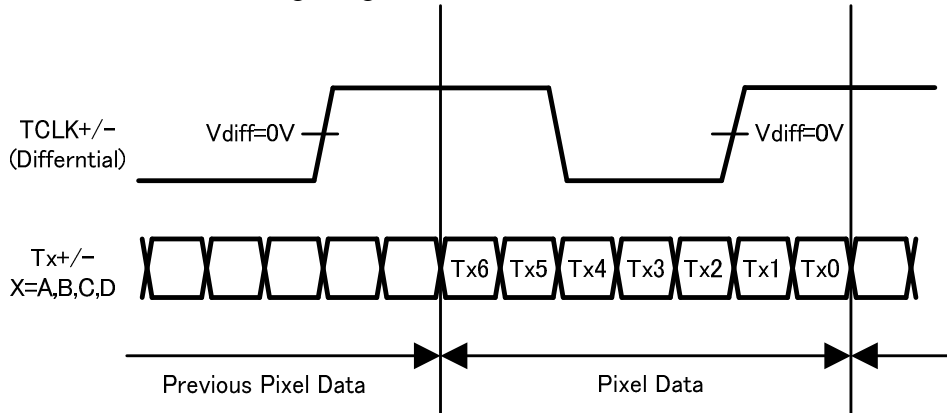 TCLK+/-
(Differntial)
Vdiff=0V
Vdiff=0V
Tx+/-
X=A,B,C,D
Tx6 Tx5 Tx4 Tx3 Tx2 Tx1 Tx0
Previous Pixel Data
Pixel Data